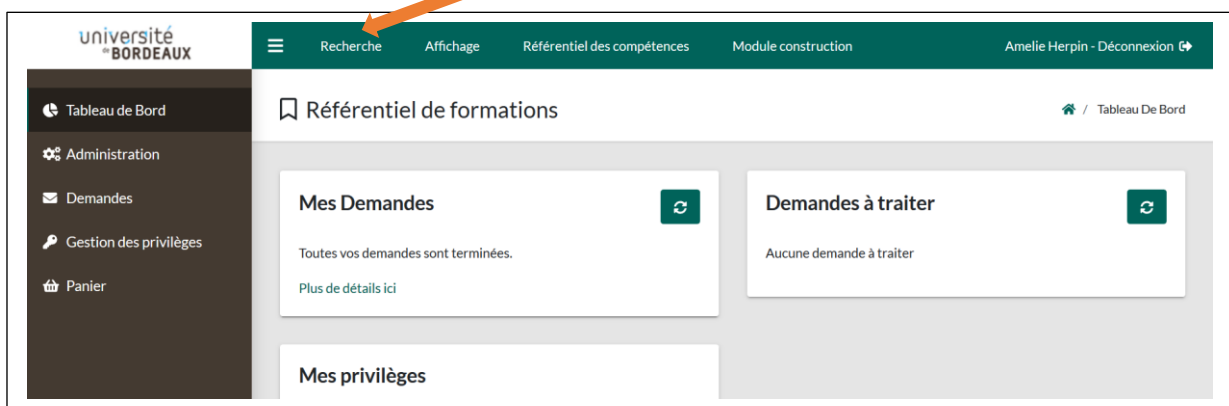 université
de BORDEAUX
Recherche Affichage Référentiel des compétences Module construction Amelie Herpin - Déconnexion
Tableau de Bord
Administration
Demandes
Gestion des privilèges
Panier
Référentiel de formations
/ Tableau De Bord
Mes Demandes
Toutes vos demandes sont terminées.
Plus de détails ici
Demandes à traiter
Aucune demande à traiter
Mes privilèges